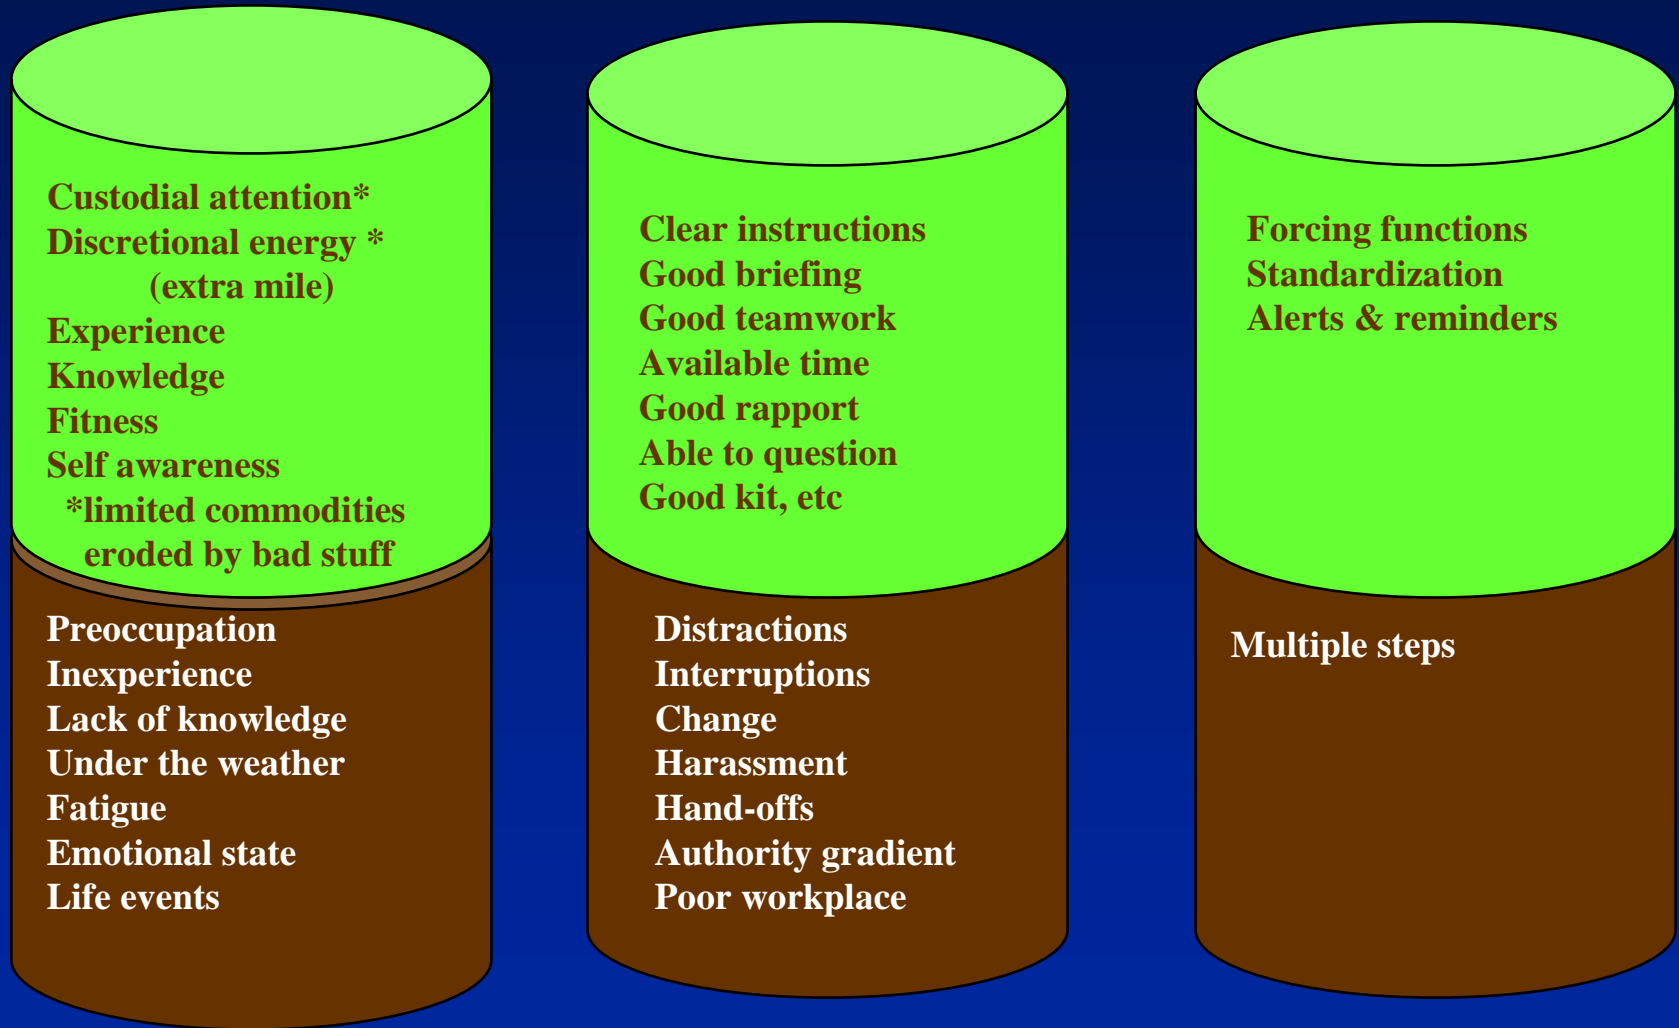 Custodial attention*
Discretional energy *
(extra mile)
Experience
Knowledge
Fitness
Self awareness
*limited commodities
eroded by bad stuff
Preoccupation
Inexperience
Lack of knowledge
Under the weather
Fatigue
Emotional state
Life events
Clear instructions
Good briefing
Good teamwork
Available time
Good rapport
Able to question
Good kit, etc
Distractions
Interruptions
Change
Harassment
Hand-offs
Authority gradient
Poor workplace
Forcing functions
Standardization
Alerts & reminders
Multiple steps